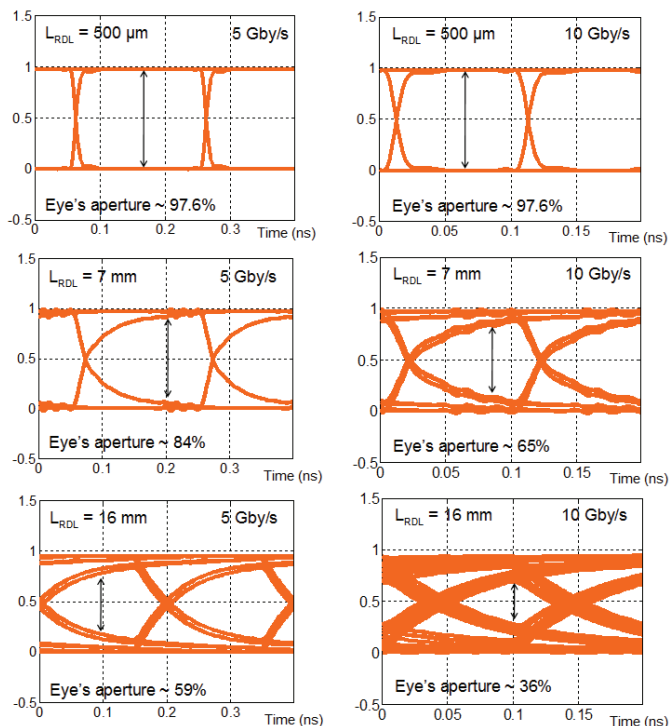 L_RDL = 500 µm 5 Gby/s
1.5
1
0.5
0
-0.5
Eye's aperture ~ 97.6%
0 0.1 0.2 0.3 Time (ns)
L_RDL = 500 µm 10 Gby/s
1.5
1
0.5
0
-0.5
Eye's aperture ~ 97.6%
0 0.05 0.1 0.15 Time (ns)
L_RDL = 7 mm 5 Gby/s
1.5
1
0.5
0
-0.5
Eye's aperture ~ 84%
0 0.1 0.2 0.3 Time (ns)
L_RDL = 7 mm 10 Gby/s
1.5
1
0.5
0
-0.5
Eye's aperture ~ 65%
0 0.05 0.1 0.15 Time (ns)
L_RDL = 16 mm 5 Gby/s
1.5
1
0.5
0
-0.5
Eye's aperture ~ 59%
0 0.1 0.2 0.3 Time (ns)
L_RDL = 16 mm 10 Gby/s
1.5
1
0.5
0
-0.5
Eye's aperture ~ 36%
0 0.05 0.1 0.15 Time (ns)